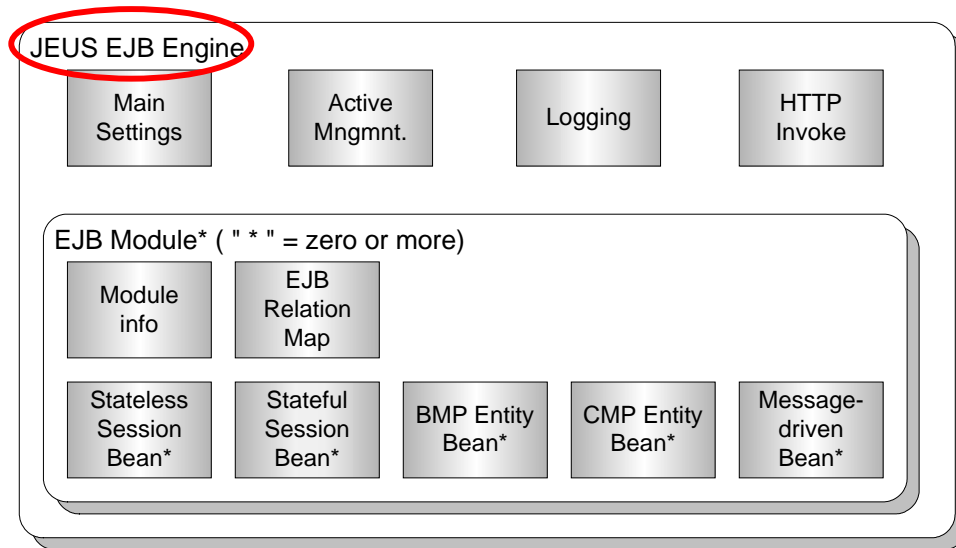 JEUS EJB Engine
Main
Settings
Active
Mngmnt.
Logging
HTTP
Invoke
EJB Module* ( " * " = zero or more)
Module
info
EJB
Relation
Map
Stateless
Session
Bean*
Stateful
Session
Bean*
BMP Entity
Bean*
CMP Entity
Bean*
Message-
driven
Bean*